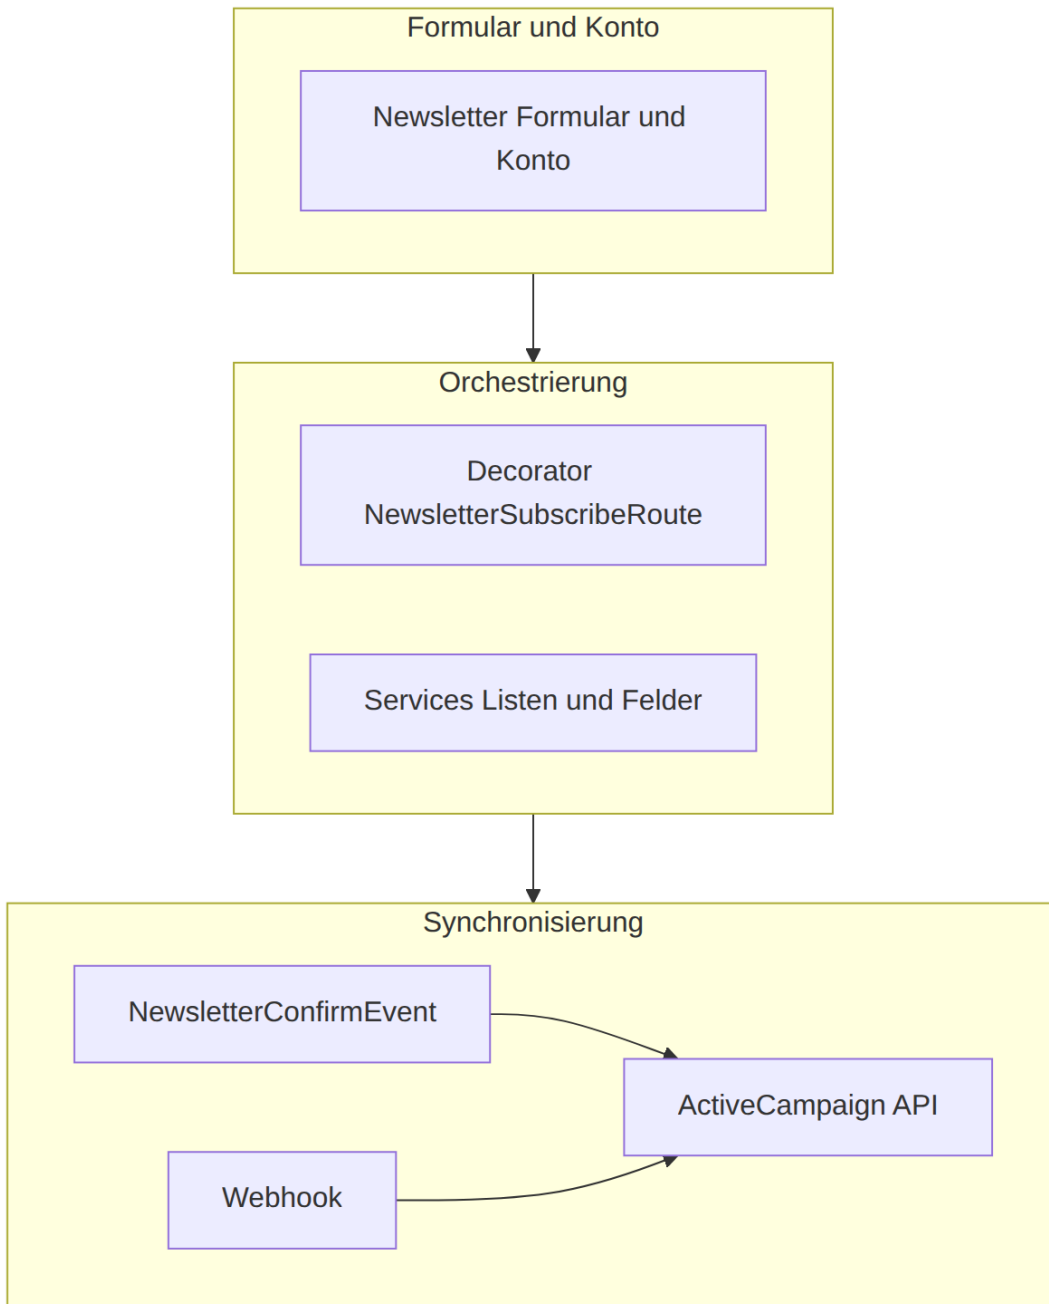 Formular und Konto
Newsletter Formular und
Konto
Orchestrierung
Decorator
NewsletterSubscribeRoute
Services Listen und Felder
Synchronisierung
NewsletterConfirmEvent
ActiveCampaign API
Webhook